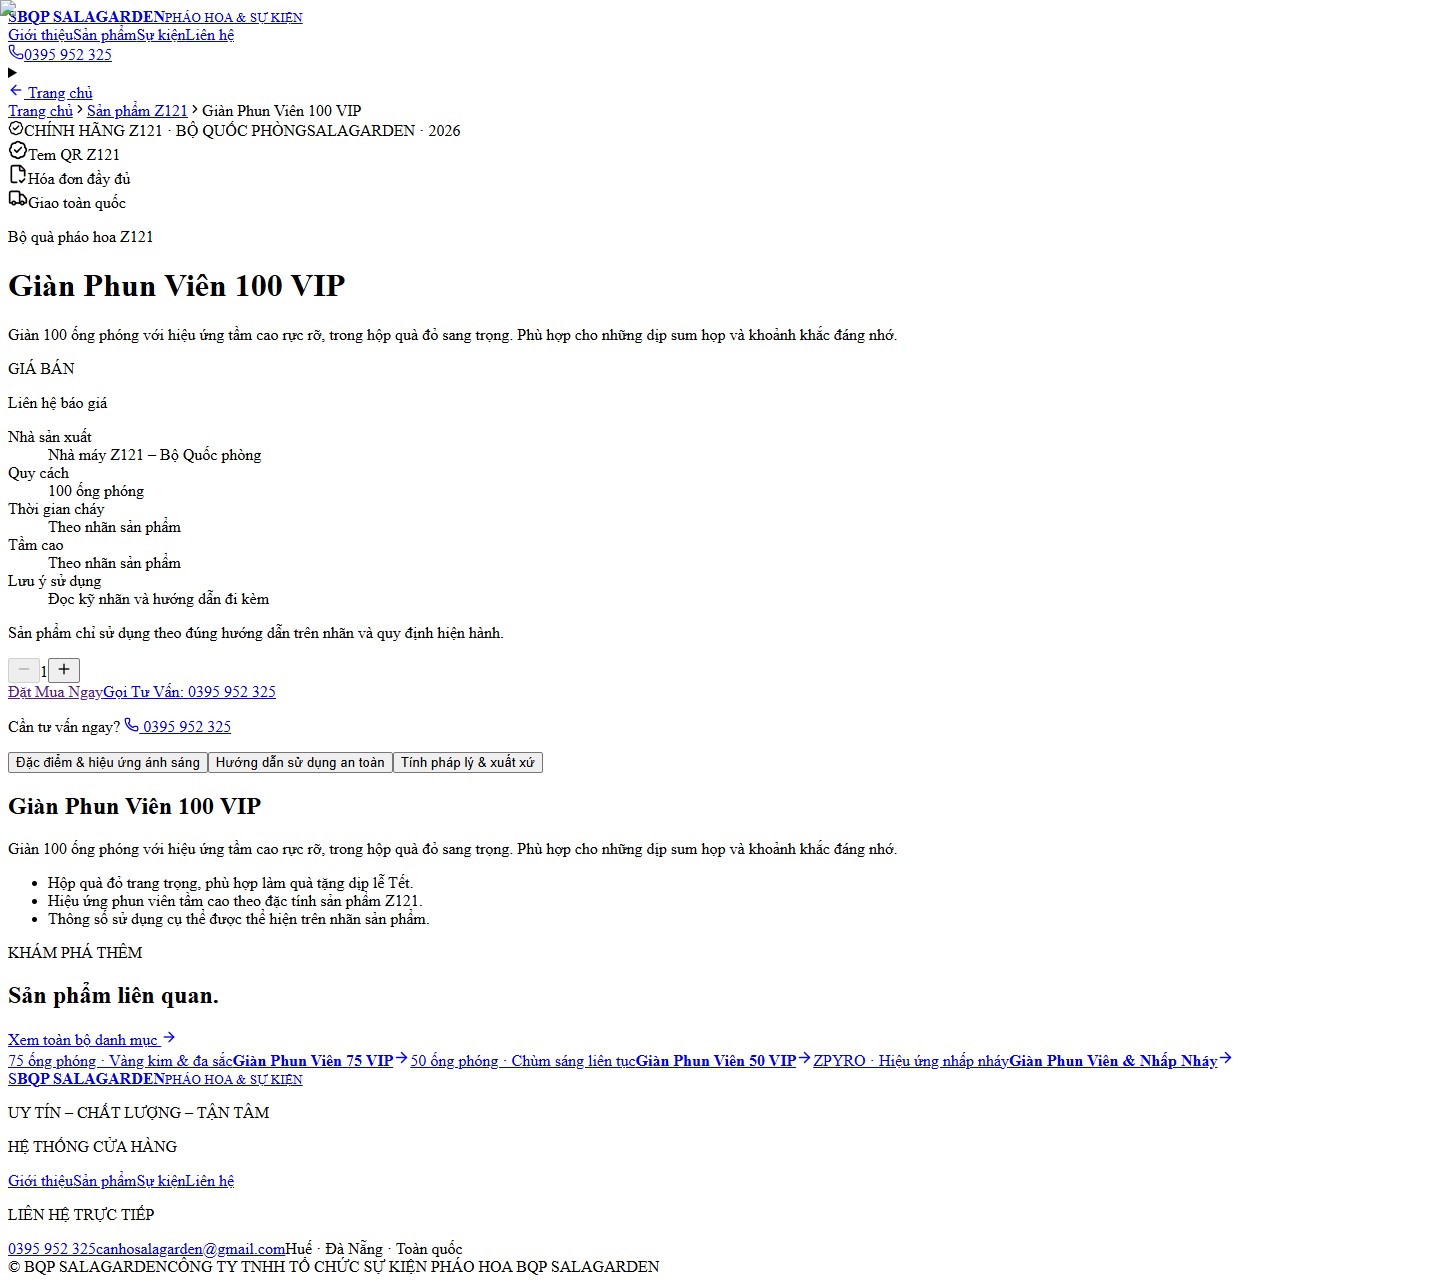 SBQP SALAGARDENPHÁO HOA & SỰ KIỆN
Giới thiệuSản phẩmSự kiệnLiên hệ
0395 952 325
Trang chủ
Trang chủ › Sản phẩm Z121 › Giàn Phun Viên 100 VIP
CHÍNH HÃNG Z121 · BỘ QUỐC PHÒNGSALAGARDEN · 2026
Tem QR Z121
Hóa đơn đầy đủ
Giao toàn quốc
Bộ quà pháo hoa Z121
Giàn Phun Viên 100 VIP
Giàn 100 ống phóng với hiệu ứng tầm cao rực rỡ, trong hộp quà đỏ sang trọng. Phù hợp cho những dịp sum họp và khoảnh khắc đáng nhớ.
GIÁ BÁN
Liên hệ báo giá
Nhà sản xuất
Nhà máy Z121 – Bộ Quốc phòng
Quy cách
100 ống phóng
Thời gian cháy
Theo nhãn sản phẩm
Tầm cao
Theo nhãn sản phẩm
Lưu ý sử dụng
Đọc kỹ nhãn và hướng dẫn đi kèm
Sản phẩm chỉ sử dụng theo đúng hướng dẫn trên nhãn và quy định hiện hành.
− 1 +
Đặt Mua NgayGọi Tư Vấn: 0395 952 325
Cần tư vấn ngay? 0395 952 325
Đặc điểm & hiệu ứng ánh sáng Hướng dẫn sử dụng an toàn Tính pháp lý & xuất xứ
Giàn Phun Viên 100 VIP
Giàn 100 ống phóng với hiệu ứng tầm cao rực rỡ, trong hộp quà đỏ sang trọng. Phù hợp cho những dịp sum họp và khoảnh khắc đáng nhớ.
• Hộp quà đỏ trang trọng, phù hợp làm quà tặng dịp lễ Tết.
• Hiệu ứng phun viên tầm cao theo đặc tính sản phẩm Z121.
• Thông số sử dụng cụ thể được thể hiện trên nhãn sản phẩm.
KHÁM PHÁ THÊM
Sản phẩm liên quan.
Xem toàn bộ danh mục →
75 ống phóng · Vàng kim & đa sắcGiàn Phun Viên 75 VIP→50 ống phóng · Chùm sáng liên tụcGiàn Phun Viên 50 VIP→ZPYRO · Hiệu ứng nhấp nháyGiàn Phun Viên & Nhấp Nháy→
SBQP SALAGARDENPHÁO HOA & SỰ KIỆN
UY TÍN – CHẤT LƯỢNG – TẬN TÂM
HỆ THỐNG CỬA HÀNG
Giới thiệuSản phẩmSự kiệnLiên hệ
LIÊN HỆ TRỰC TIẾP
0395 952 325canhosalagarden@gmail.comHuế · Đà Nẵng · Toàn quốc
© BQP SALAGARDENCÔNG TY TNHH TỔ CHỨC SỰ KIỆN PHÁO HOA BQP SALAGARDEN